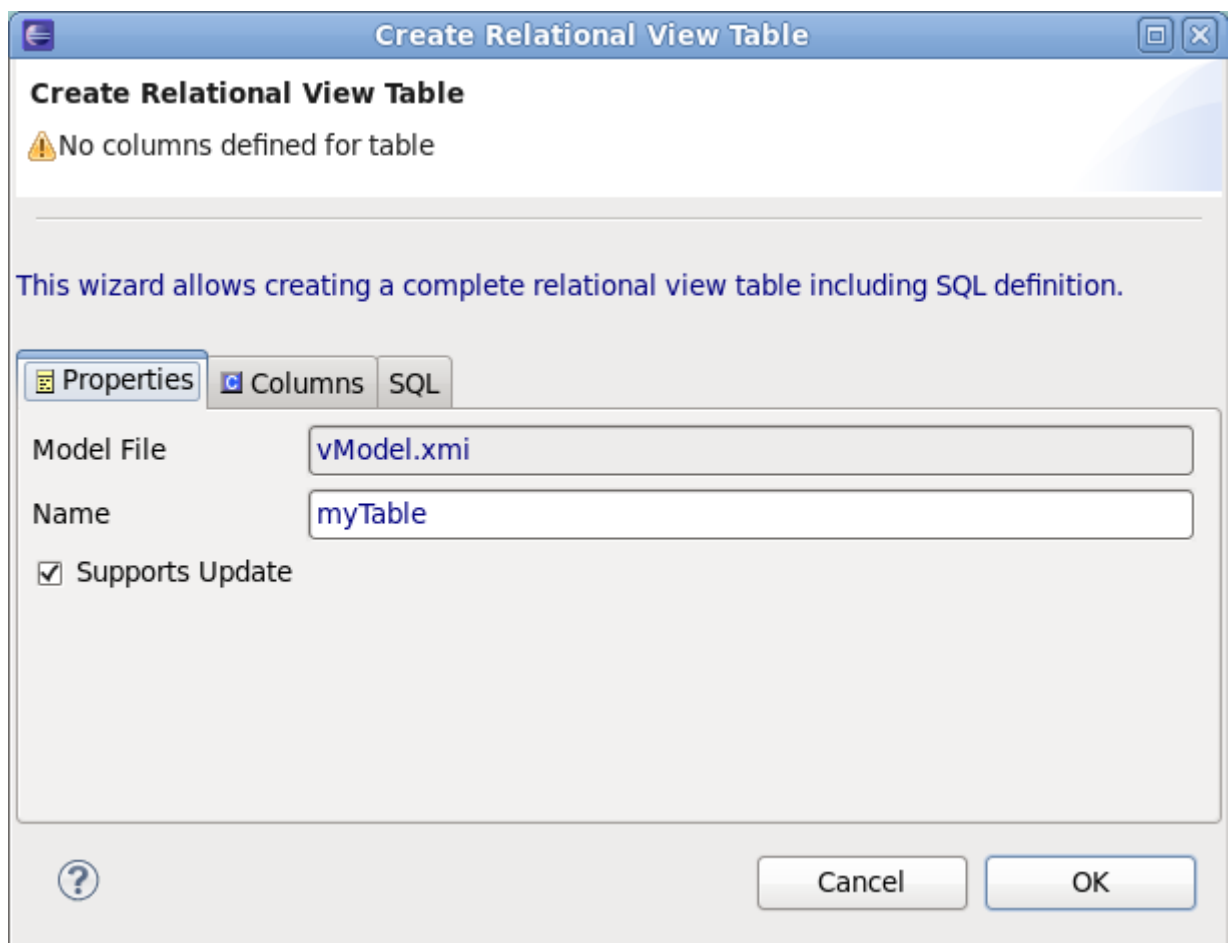 Create Relational View Table
Create Relational View Table
No columns defined for table
This wizard allows creating a complete relational view table including SQL definition.
Properties
C Columns
SQL
Model File
vModel.xmi
Name
myTable
Supports Update
?
Cancel
OK